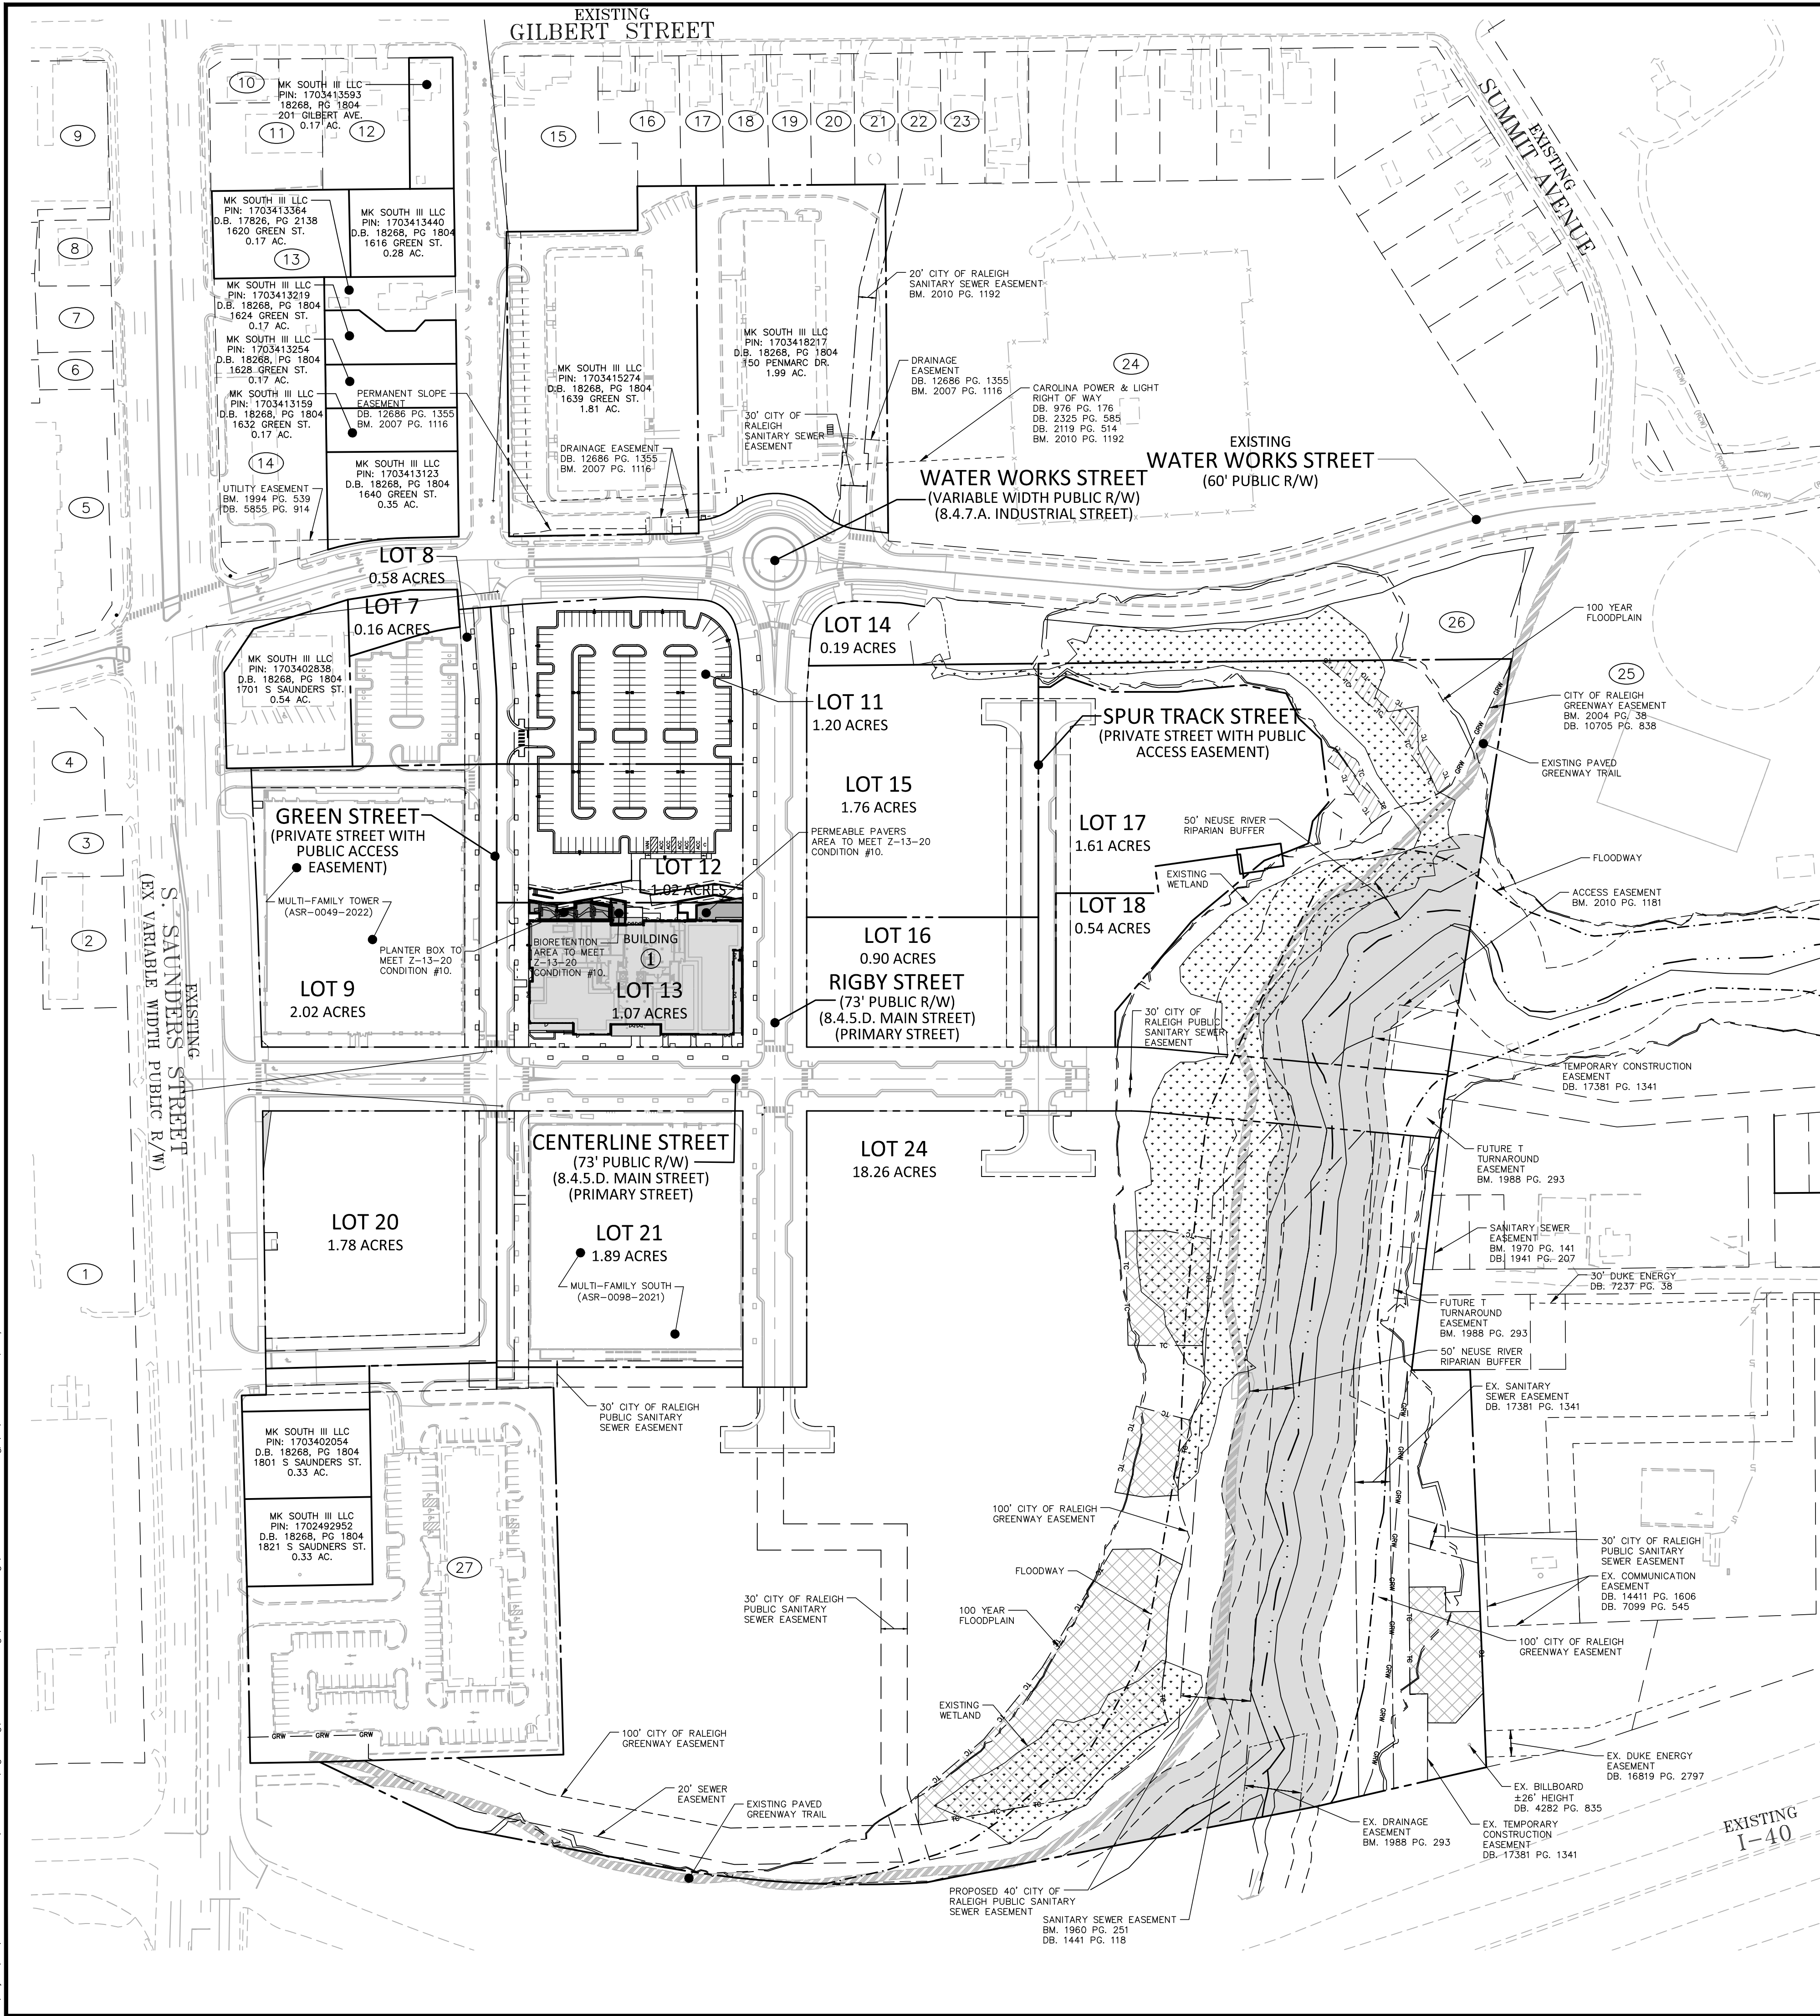 EXISTING
GILBERT STREET
EXISTING
SUMMIT AVENUE
10
MK SOUTH III LLC
PIN: 1703413593
18268, PG 1804
201 GILBERT AVE.
0.17 AC.
11
12
9
15
16
17
18
19
20
21
22
23
MK SOUTH III LLC
PIN: 1703413364
D.B. 17826, PG 2138
1620 GREEN ST.
0.17 AC.
13
MK SOUTH III LLC
PIN: 1703413440
D.B. 18268, PG 1804
1616 GREEN ST.
0.28 AC.
8
7
6
5
MK SOUTH III LLC
PIN: 1703413219
D.B. 18268, PG 1804
1624 GREEN ST.
0.17 AC.
MK SOUTH III LLC
PIN: 1703413254
D.B. 18268, PG 1804
1628 GREEN ST.
0.17 AC.
MK SOUTH III LLC
PIN: 1703413159
D.B. 18268, PG 1804
1632 GREEN ST.
0.17 AC.
14
UTILITY EASEMENT
BM. 1994 PG. 539
DB. 5855 PG. 914
PERMANENT SLOPE
EASEMENT
DB. 12686 PG. 1355
BM. 2007 PG. 1116
MK SOUTH III LLC
PIN: 1703413123
D.B. 18268, PG 1804
1640 GREEN ST.
0.35 AC.
MK SOUTH III LLC
PIN: 1703415274
D.B. 18268, PG 1804
1639 GREEN ST.
1.81 AC.
DRAINAGE EASEMENT
DB. 12686 PG. 1355
BM. 2007 PG. 1116
MK SOUTH III LLC
PIN: 1703418217
D.B. 18268, PG 1804
150 PENMARC DR.
1.99 AC.
30' CITY OF
RALEIGH
SANITARY SEWER
EASEMENT
20' CITY OF RALEIGH
SANITARY SEWER EASEMENT
BM. 2010 PG. 1192
DRAINAGE
EASEMENT
DB. 12686 PG. 1355
BM. 2007 PG. 1116
24
CAROLINA POWER & LIGHT
RIGHT OF WAY
DB. 976 PG. 176
DB. 2325 PG. 585
DB. 2119 PG. 514
BM. 2010 PG. 1192
WATER WORKS STREET
(VARIABLE WIDTH PUBLIC R/W)
(8.4.7.A. INDUSTRIAL STREET)
EXISTING
WATER WORKS STREET
(60' PUBLIC R/W)
(RCW)
(RCW)
(RCW)
(RCW)
LOT 8
0.58 ACRES
LOT 7
0.16 ACRES
MK SOUTH III LLC
PIN: 1703402838
D.B. 18268, PG 1804
1701 S SAUNDERS ST.
0.54 AC.
LOT 14
0.19 ACRES
LOT 11
1.20 ACRES
SPUR TRACK STREET
(PRIVATE STREET WITH PUBLIC
ACCESS EASEMENT)
26
100 YEAR
FLOODPLAIN
25
CITY OF RALEIGH
GREENWAY EASEMENT
BM. 2004 PG. 38
DB. 10705 PG. 838
EXISTING PAVED
GREENWAY TRAIL
4
3
2
1
GREEN STREET
(PRIVATE STREET WITH
PUBLIC ACCESS
EASEMENT)
MULTI-FAMILY TOWER
(ASR-0049-2022)
LOT 9
2.02 ACRES
LOT 12
1.02 ACRES
PLANTER BOX TO
MEET Z-13-20
CONDITION #10.
BIORETENTION
AREA TO MEET
Z-13-20
CONDITION #10.
BUILDING
1
LOT 13
1.07 ACRES
LOT 15
1.76 ACRES
PERMEABLE PAVERS
AREA TO MEET Z-13-20
CONDITION #10.
LOT 16
0.90 ACRES
RIGBY STREET
(73' PUBLIC R/W)
(8.4.5.D. MAIN STREET)
(PRIMARY STREET)
LOT 17
1.61 ACRES
LOT 18
0.54 ACRES
50' NEUSE RIVER
RIPARIAN BUFFER
EXISTING
WETLAND
FLOODWAY
ACCESS EASEMENT
BM. 2010 PG. 1181
30' CITY OF
RALEIGH PUBLIC
SANITARY SEWER
EASEMENT
TEMPORARY CONSTRUCTION
EASEMENT
DB. 17381 PG. 1341
EXISTING
S. SAUNDERS STREET
(EX VARIABLE WIDTH PUBLIC R/W)
CENTERLINE STREET
(73' PUBLIC R/W)
(8.4.5.D. MAIN STREET)
(PRIMARY STREET)
LOT 20
1.78 ACRES
LOT 21
1.89 ACRES
MULTI-FAMILY SOUTH
(ASR-0098-2021)
LOT 24
18.26 ACRES
FUTURE T
TURNAROUND
EASEMENT
BM. 1988 PG. 293
SANITARY SEWER
EASEMENT
BM. 1970 PG. 141
DB. 1941 PG. 207
30' DUKE ENERGY
DB. 7237 PG. 38
FUTURE T
TURNAROUND
EASEMENT
BM. 1988 PG. 293
50' NEUSE RIVER
RIPARIAN BUFFER
EX. SANITARY
SEWER EASEMENT
DB. 17381 PG. 1341
30' CITY OF RALEIGH
PUBLIC SANITARY
SEWER EASEMENT
MK SOUTH III LLC
PIN: 1703402054
D.B. 18268, PG 1804
1801 S SAUNDERS ST.
0.33 AC.
MK SOUTH III LLC
PIN: 1702492952
D.B. 18268, PG 1804
1821 S SAUDNERS ST.
0.33 AC.
27
100' CITY OF RALEIGH
GREENWAY EASEMENT
FLOODWAY
100 YEAR
FLOODPLAIN
30' CITY OF RALEIGH
PUBLIC SANITARY
SEWER EASEMENT
30' CITY OF RALEIGH
PUBLIC SANITARY
SEWER EASEMENT
EX. COMMUNICATION
EASEMENT
DB. 14411 PG. 1606
DB. 7099 PG. 545
100' CITY OF RALEIGH
GREENWAY EASEMENT
EXISTING
WETLAND
GRW GRW GRW
100' CITY OF RALEIGH
GREENWAY EASEMENT
20' SEWER
EASEMENT
EXISTING PAVED
GREENWAY TRAIL
EX. DUKE ENERGY
EASEMENT
DB. 16819 PG. 2797
EX. BILLBOARD
±26' HEIGHT
DB. 4282 PG. 835
EX. DRAINAGE
EASEMENT
BM. 1988 PG. 293
EX. TEMPORARY
CONSTRUCTION
EASEMENT
DB. 17381 PG. 1341
EXISTING
I-40
PROPOSED 40' CITY OF
RALEIGH PUBLIC SANITARY
SEWER EASEMENT
SANITARY SEWER EASEMENT
BM. 1960 PG. 251
DB. 1441 PG. 118